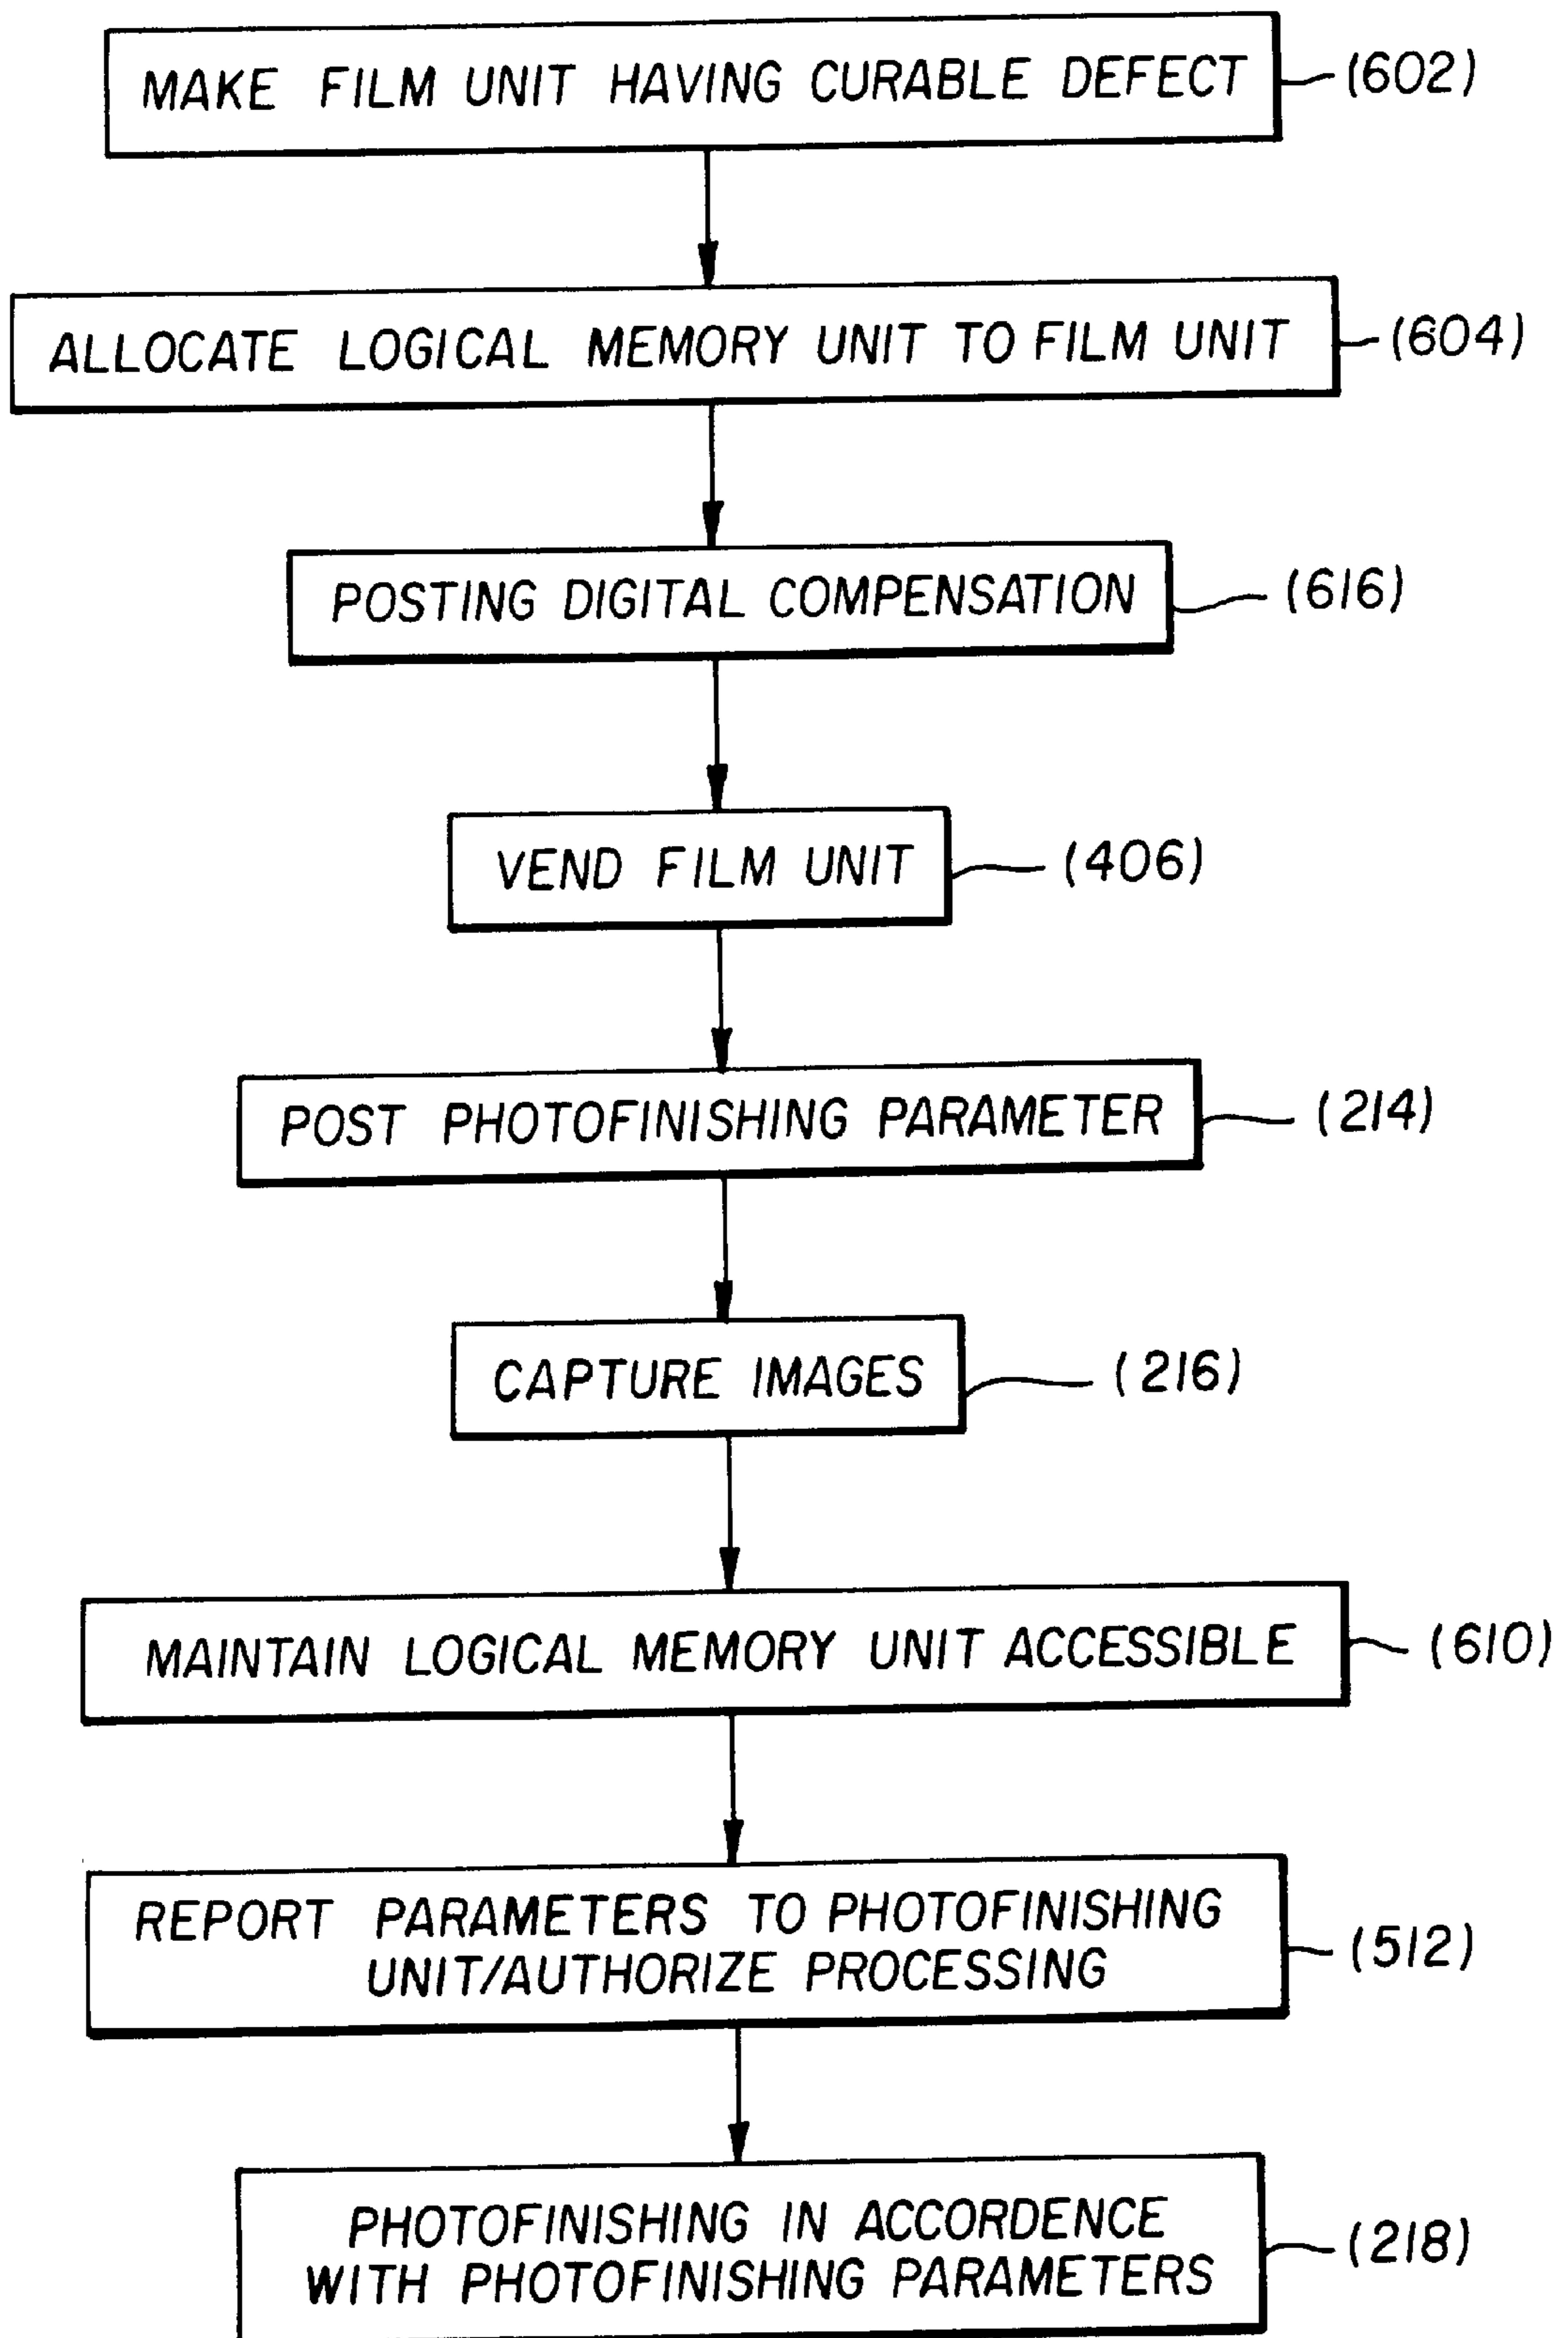 MAKE FILM UNIT HAVING CURABLE DEFECT (602)
ALLOCATE LOGICAL MEMORY UNIT TO FILM UNIT (604)
POSTING DIGITAL COMPENSATION (616)
VEND FILM UNIT (406)
POST PHOTOFINISHING PARAMETER (214)
CAPTURE IMAGES (216)
MAINTAIN LOGICAL MEMORY UNIT ACCESSIBLE (610)
REPORT PARAMETERS TO PHOTOFINISHING
UNIT/AUTHORIZE PROCESSING (512)
PHOTOFINISHING IN ACCORDENCE
WITH PHOTOFINISHING PARAMETERS (218)